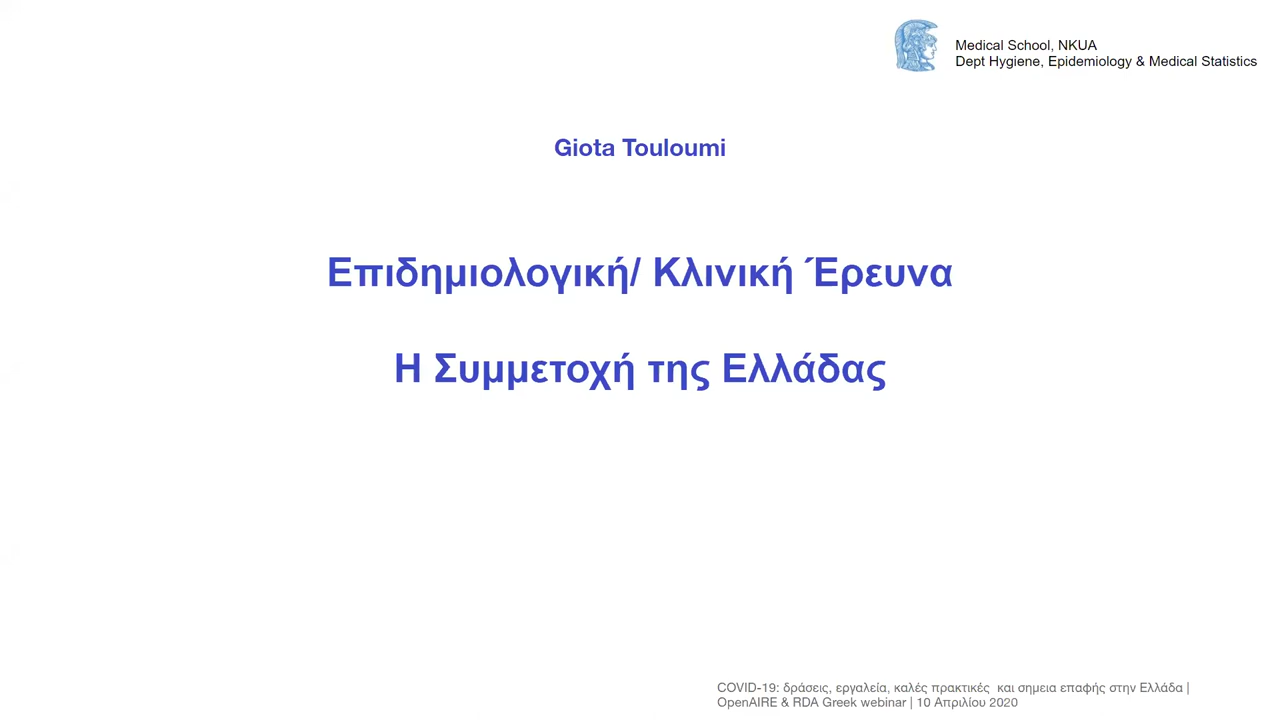 Medical School, NKUA
Dept Hygiene, Epidemiology & Medical Statistics
Giota Touloumi
Επιδημιολογική/ Κλινική Έρευνα
Η Συμμετοχή της Ελλάδας
COVID-19: δράσεις, εργαλεία, καλές πρακτικές  και σημεια επαφής στην Ελλάδα |
OpenAIRE & RDA Greek webinar | 10 Απριλίου 2020